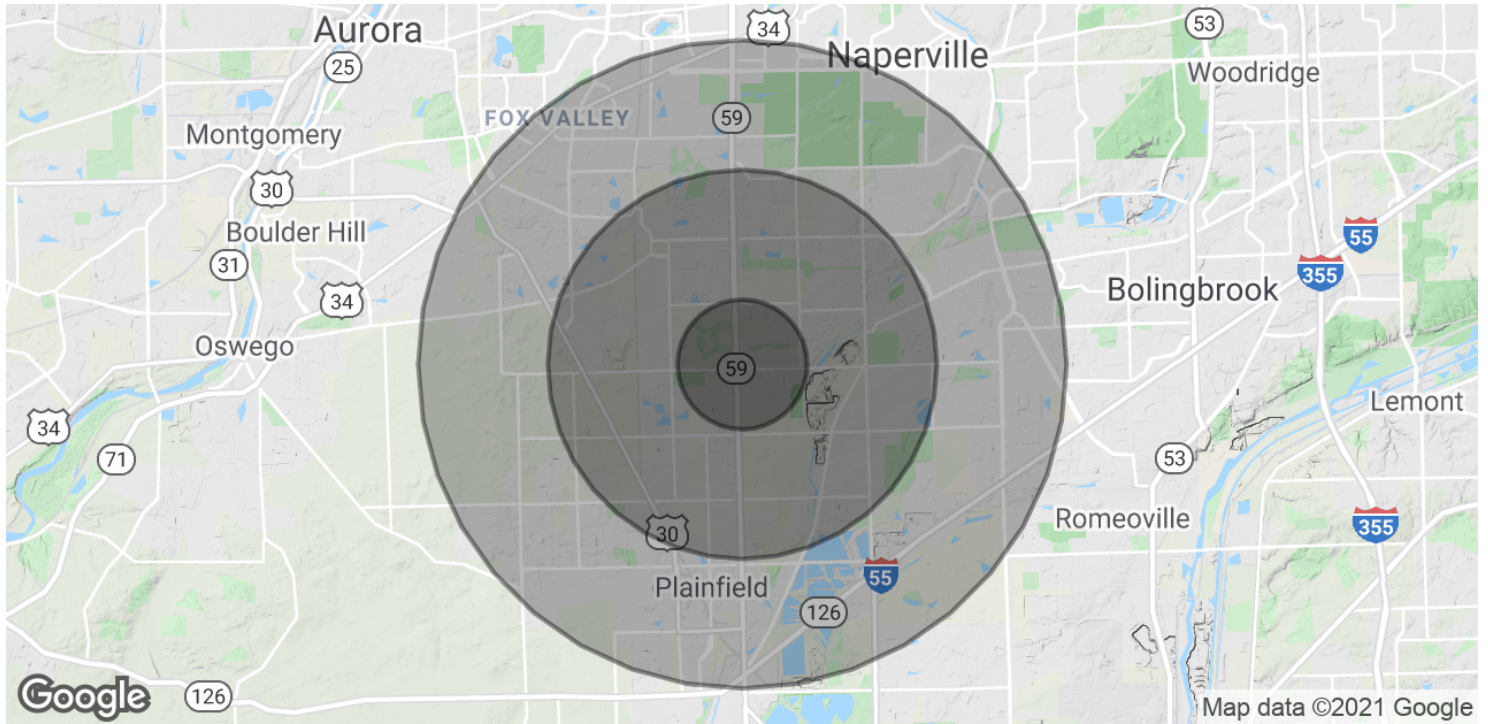 Aurora
34
53
Naperville
25
Woodridge
FOX VALLEY
59
Montgomery
30
Boulder Hill
31
55
355
34
Bolingbrook
Oswego
59
Lemont
34
71
53
30
Romeoville
355
Plainfield
55
126
Google
126
Map data ©2021 Google